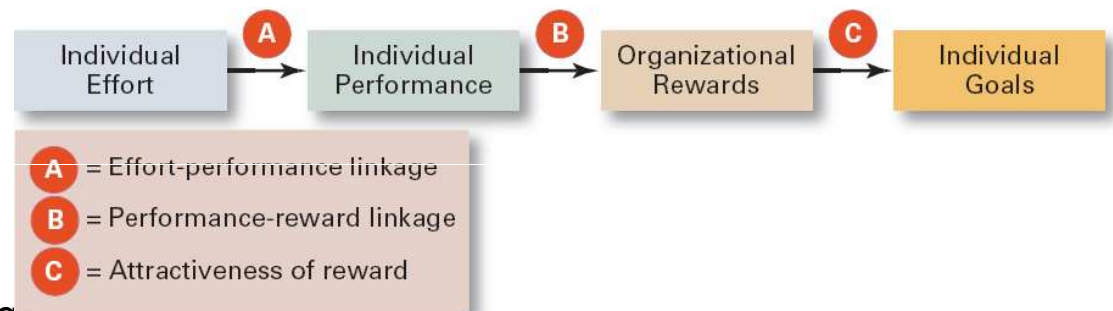 A
B
C
Individual
Effort
Individual
Performance
Organizational
Rewards
Individual
Goals
A = Effort-performance linkage
B = Performance-reward linkage
C = Attractiveness of reward